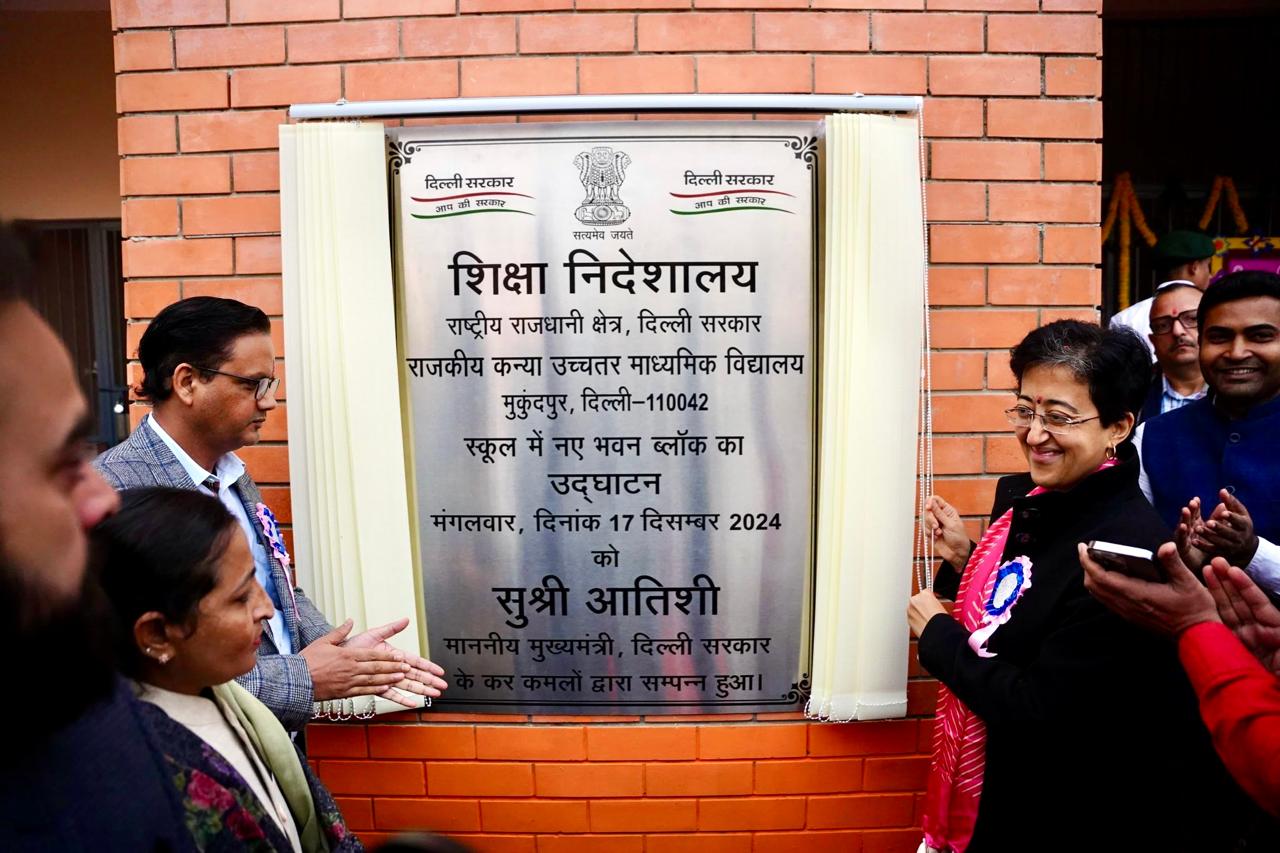 दिल्ली सरकार
आप की सरकार
सत्यमेव जयते
दिल्ली सरकार
आप की सरकार
शिक्षा निदेशालय
राष्ट्रीय राजधानी क्षेत्र, दिल्ली सरकार
राजकीय कन्या उच्चतर माध्यमिक विद्यालय
मुकुंदपुर, दिल्ली–110042
स्कूल में नए भवन ब्लॉक का
उद्घाटन
मंगलवार, दिनांक 17 दिसम्बर 2024
को
सुश्री आतिशी
माननीय मुख्यमंत्री, दिल्ली सरकार
के कर कमलों द्वारा सम्पन्न हुआ।